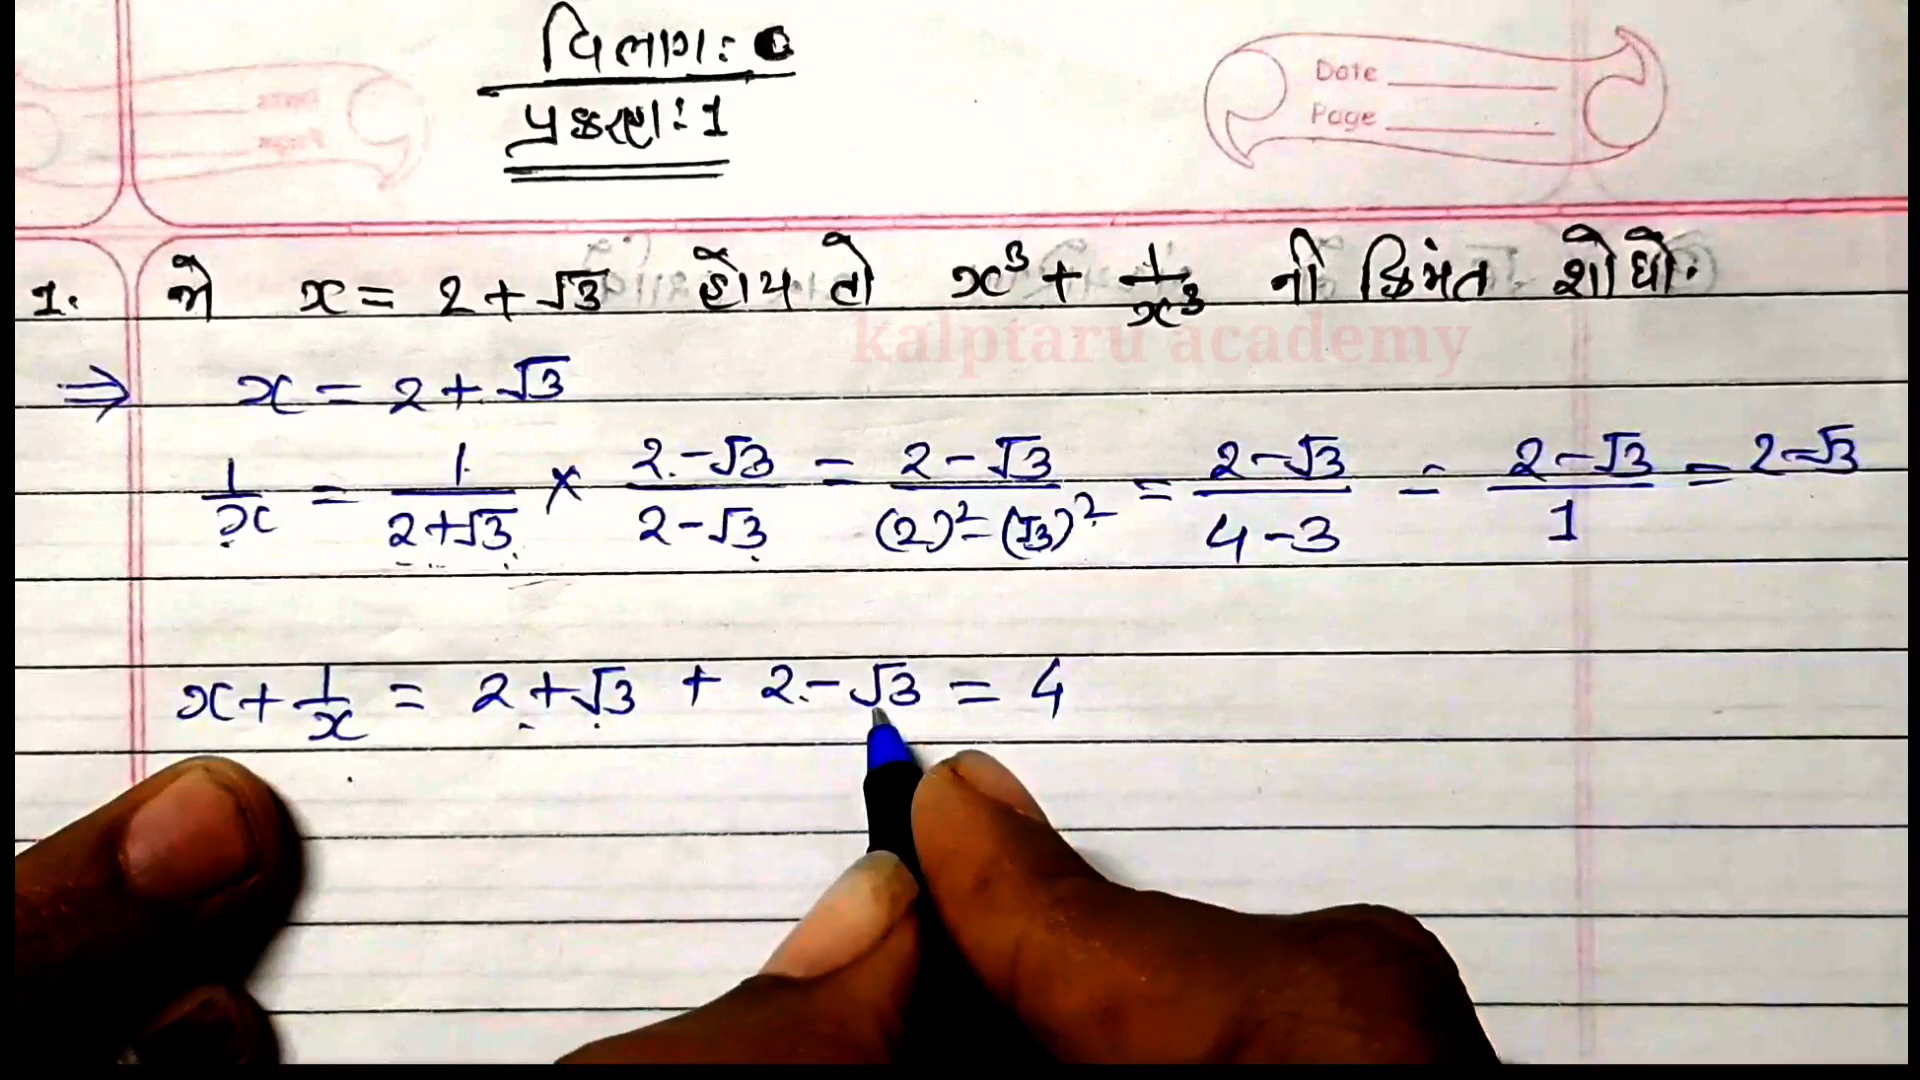 વિભાગ: C
Date
Page
પ્રકરણ: 1
1. જો x = 2 + √3 હોય તો x³ + 1/x³ ની કિંમત શોધો.
kalptaru academy
⇒ x = 2 + √3
1/x = 1/(2+√3) × (2-√3)/(2-√3) = (2-√3)/((2)²-(√3)²) = (2-√3)/(4-3) = (2-√3)/1 = 2-√3
x + 1/x = 2 + √3 + 2 - √3 = 4